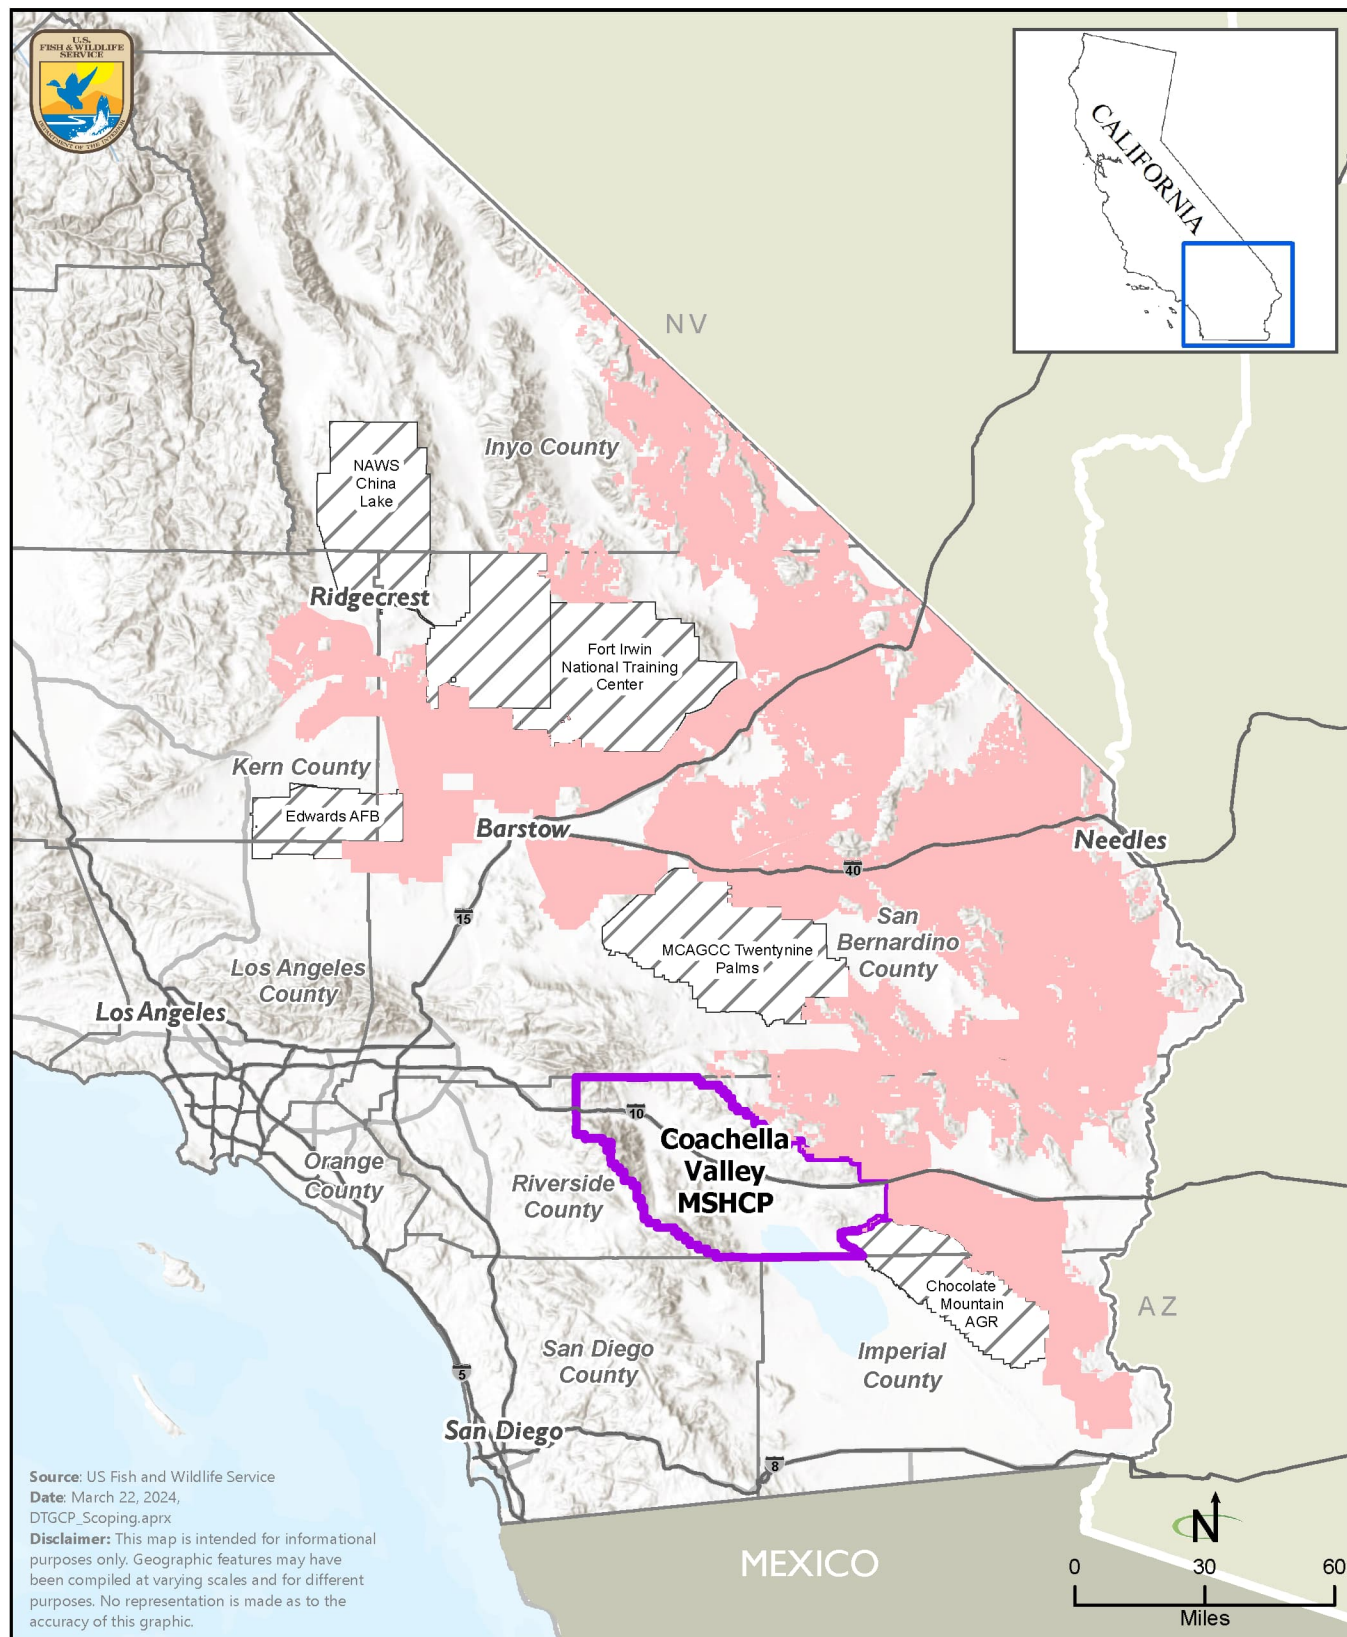 U.S.
FISH & WILDLIFE
SERVICE
DEPARTMENT OF THE INTERIOR
CALIFORNIA
NV
Inyo County
NAWS
China
Lake
Ridgecrest
Fort Irwin
National Training
Center
Kern County
Edwards AFB
Barstow
Needles
40
15
San
Bernardino
County
MCAGCC Twentynine
Palms
Los Angeles
County
Los Angeles
10
Coachella
Valley
MSHCP
Orange
County
Riverside
County
Chocolate
Mountain
AGR
AZ
San Diego
County
Imperial
County
5
San Diego
8
Source: US Fish and Wildlife Service
Date: March 22, 2024,
DTGCP_Scoping.aprx
Disclaimer: This map is intended for informational
purposes only. Geographic features may have
been compiled at varying scales and for different
purposes. No representation is made as to the
accuracy of this graphic.
MEXICO
N
0 30 60
Miles